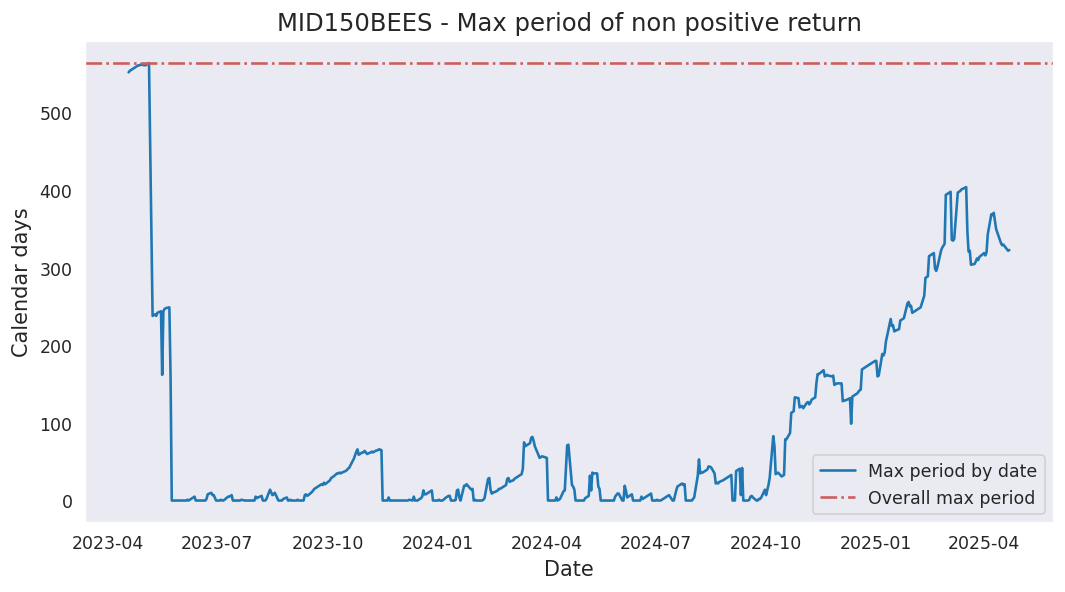 MID150BEES - Max period of non positive return
Calendar days
500
400
300
200
100
0
2023-04 2023-07 2023-10 2024-01 2024-04 2024-07 2024-10 2025-01 2025-04
Date
Max period by date
Overall max period